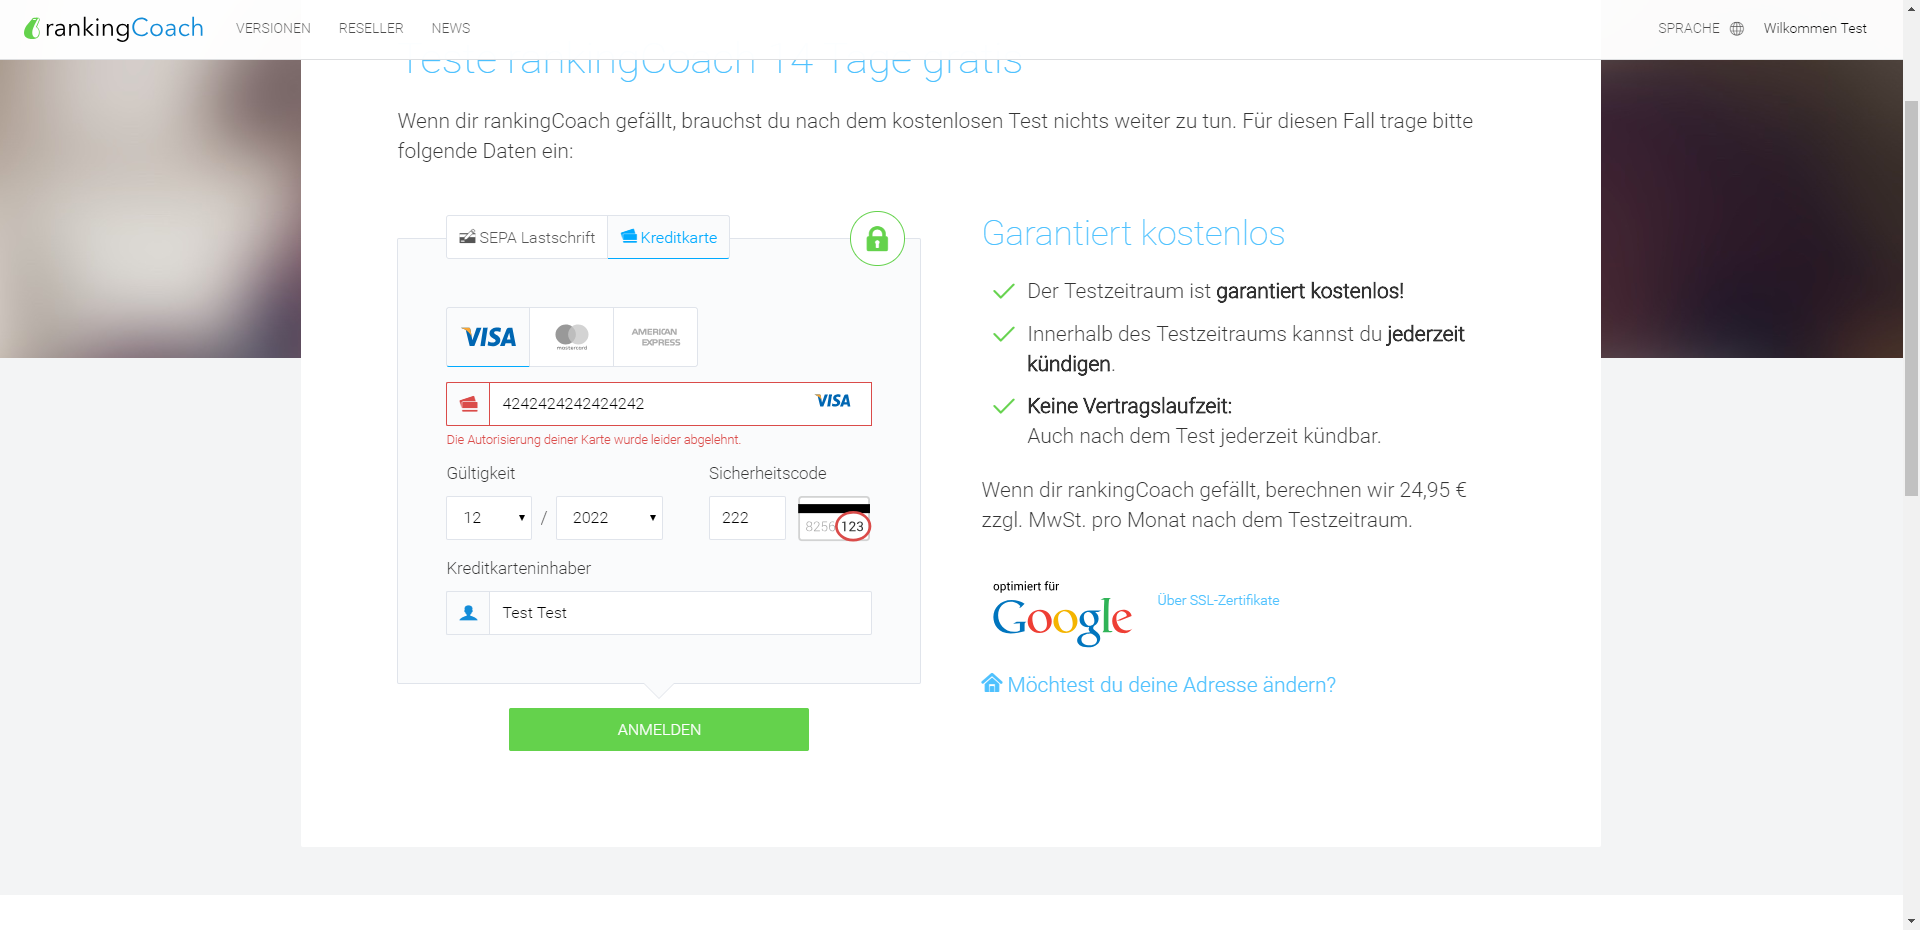 rankingCoach
VERSIONEN
RESELLER
NEWS
SPRACHE
Wilkommen Test
Teste rankingCoach 14 Tage gratis
Wenn dir rankingCoach gefällt, brauchst du nach dem kostenlosen Test nichts weiter zu tun. Für diesen Fall trage bitte
folgende Daten ein:
SEPA Lastschrift
Kreditkarte
VISA
mastercard
AMERICAN
EXPRESS
4242424242424242
VISA
Die Autorisierung deiner Karte wurde leider abgelehnt.
Gültigkeit
Sicherheitscode
12
/
2022
222
8256
123
Kreditkarteninhaber
Test Test
ANMELDEN
Garantiert kostenlos
Der Testzeitraum ist garantiert kostenlos!
Innerhalb des Testzeitraums kannst du jederzeit
kündigen.
Keine Vertragslaufzeit:
Auch nach dem Test jederzeit kündbar.
Wenn dir rankingCoach gefällt, berechnen wir 24,95 €
zzgl. MwSt. pro Monat nach dem Testzeitraum.
optimiert für
Google
Über SSL-Zertifikate
Möchtest du deine Adresse ändern?